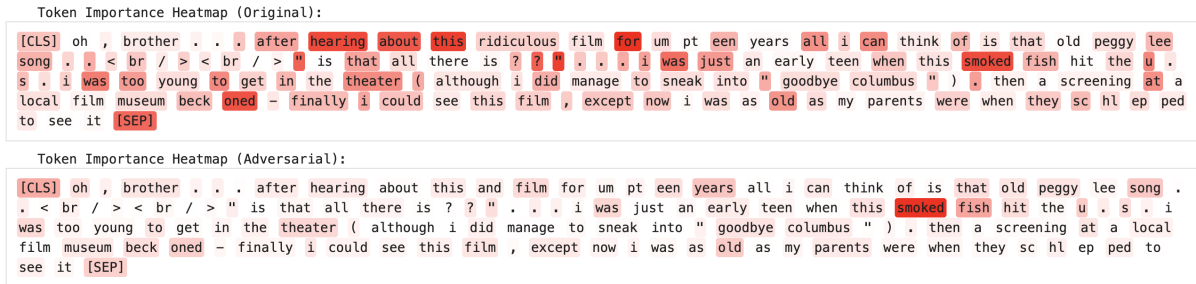 Token Importance Heatmap (Original):
[CLS] oh , brother . . . after hearing about this ridiculous film for um pt een years all i can think of is that old peggy lee
song . . < br / > < br / > " is that all there is ? ? " . . . i was just an early teen when this smoked fish hit the u .
s . i was too young to get in the theater ( although i did manage to sneak into " goodbye columbus " ) . then a screening at a
local film museum beck oned - finally i could see this film , except now i was as old as my parents were when they sc hl ep ped
to see it [SEP]
Token Importance Heatmap (Adversarial):
[CLS] oh , brother . . . after hearing about this and film for um pt een years all i can think of is that old peggy lee song .
. < br / > < br / > " is that all there is ? ? " . . . i was just an early teen when this smoked fish hit the u . s . i
was too young to get in the theater ( although i did manage to sneak into " goodbye columbus " ) . then a screening at a local
film museum beck oned - finally i could see this film , except now i was as old as my parents were when they sc hl ep ped to
see it [SEP]